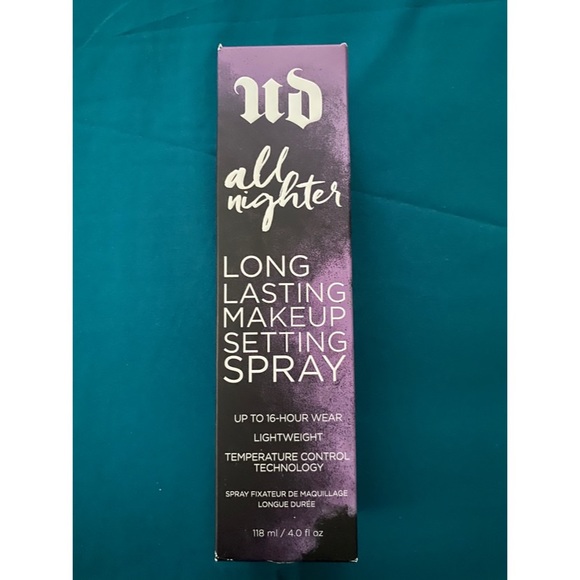 UD
all
nighter
LONG
LASTING
MAKEUP
SETTING
SPRAY
UP TO 16-HOUR WEAR
LIGHTWEIGHT
TEMPERATURE CONTROL
TECHNOLOGY
SPRAY FIXATEUR DE MAQUILLAGE
LONGUE DURÉE
118 ml / 4.0 fl oz